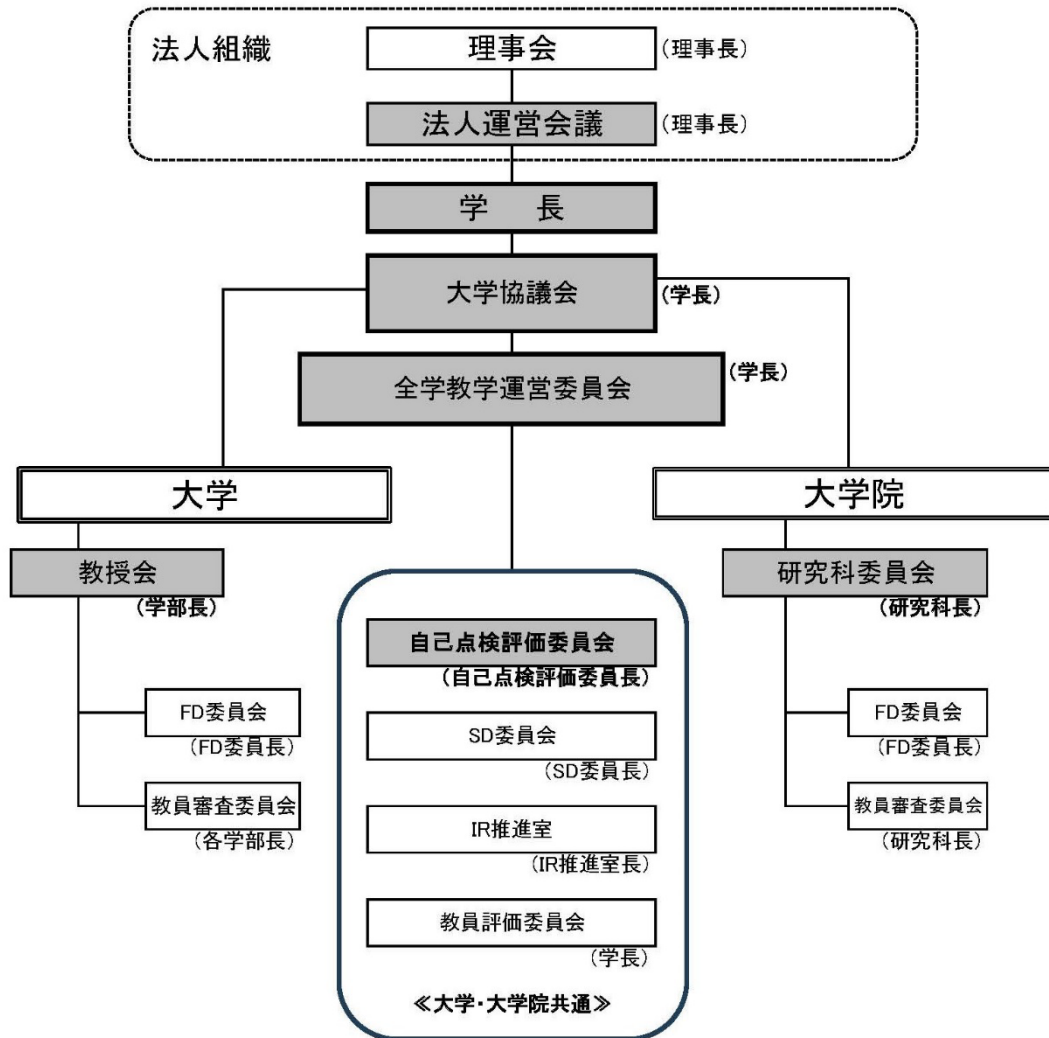 法人組織
理事会
(理事長)
法人運営会議
(理事長)
学　長
大学協議会
(学長)
全学教学運営委員会
(学長)
大学
教授会
(学部長)
FD委員会
(FD委員長)
教員審査委員会
(各学部長)
自己点検評価委員会
(自己点検評価委員長)
SD委員会
(SD委員長)
IR推進室
(IR推進室長)
教員評価委員会
(学長)
≪大学・大学院共通≫
大学院
研究科委員会
(研究科長)
FD委員会
(FD委員長)
教員審査委員会
(研究科長)